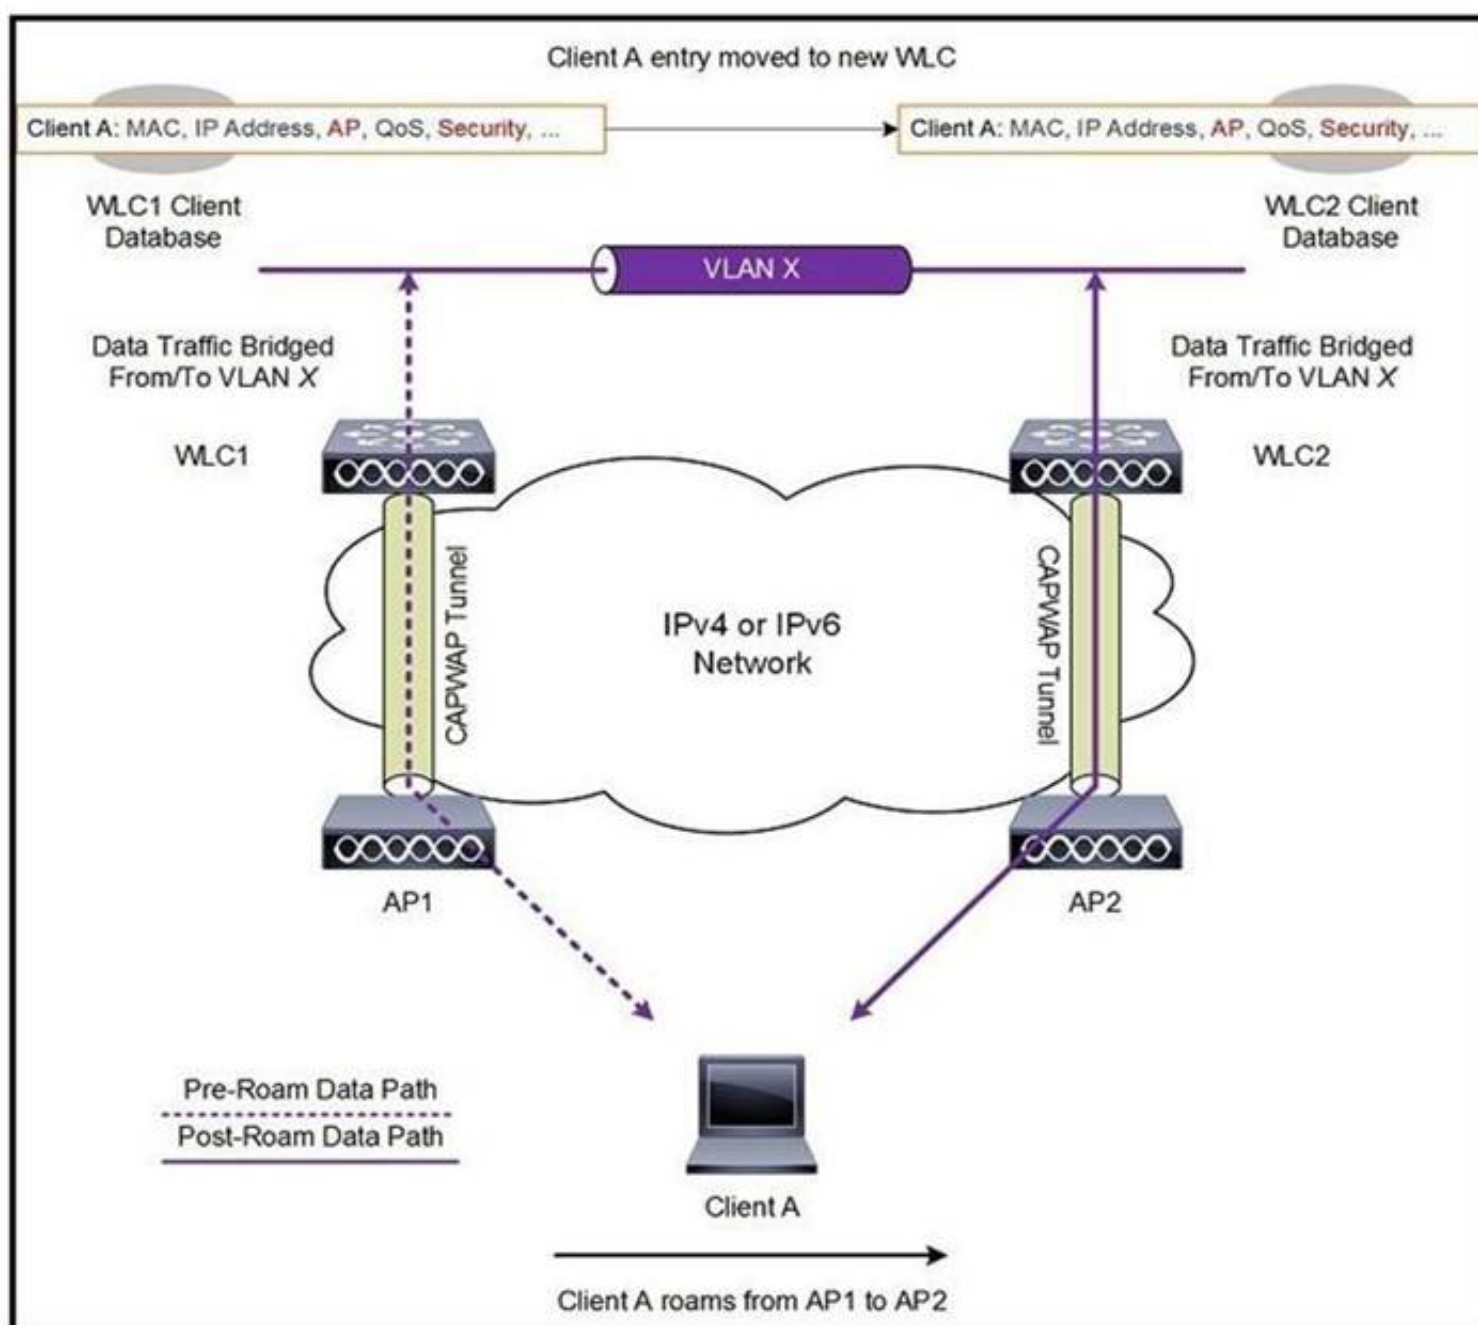 Client A entry moved to new WLC
Client A: MAC, IP Address, AP, QoS, Security, ...
Client A: MAC, IP Address, AP, QoS, Security, ...
WLC1 Client
Database
WLC2 Client
Database
VLAN X
Data Traffic Bridged
From/To VLAN X
Data Traffic Bridged
From/To VLAN X
WLC1
WLC2
CAPWAP Tunnel
IPv4 or IPv6
Network
CAPWAP Tunnel
AP1
AP2
Pre-Roam Data Path
Post-Roam Data Path
Client A
Client A roams from AP1 to AP2